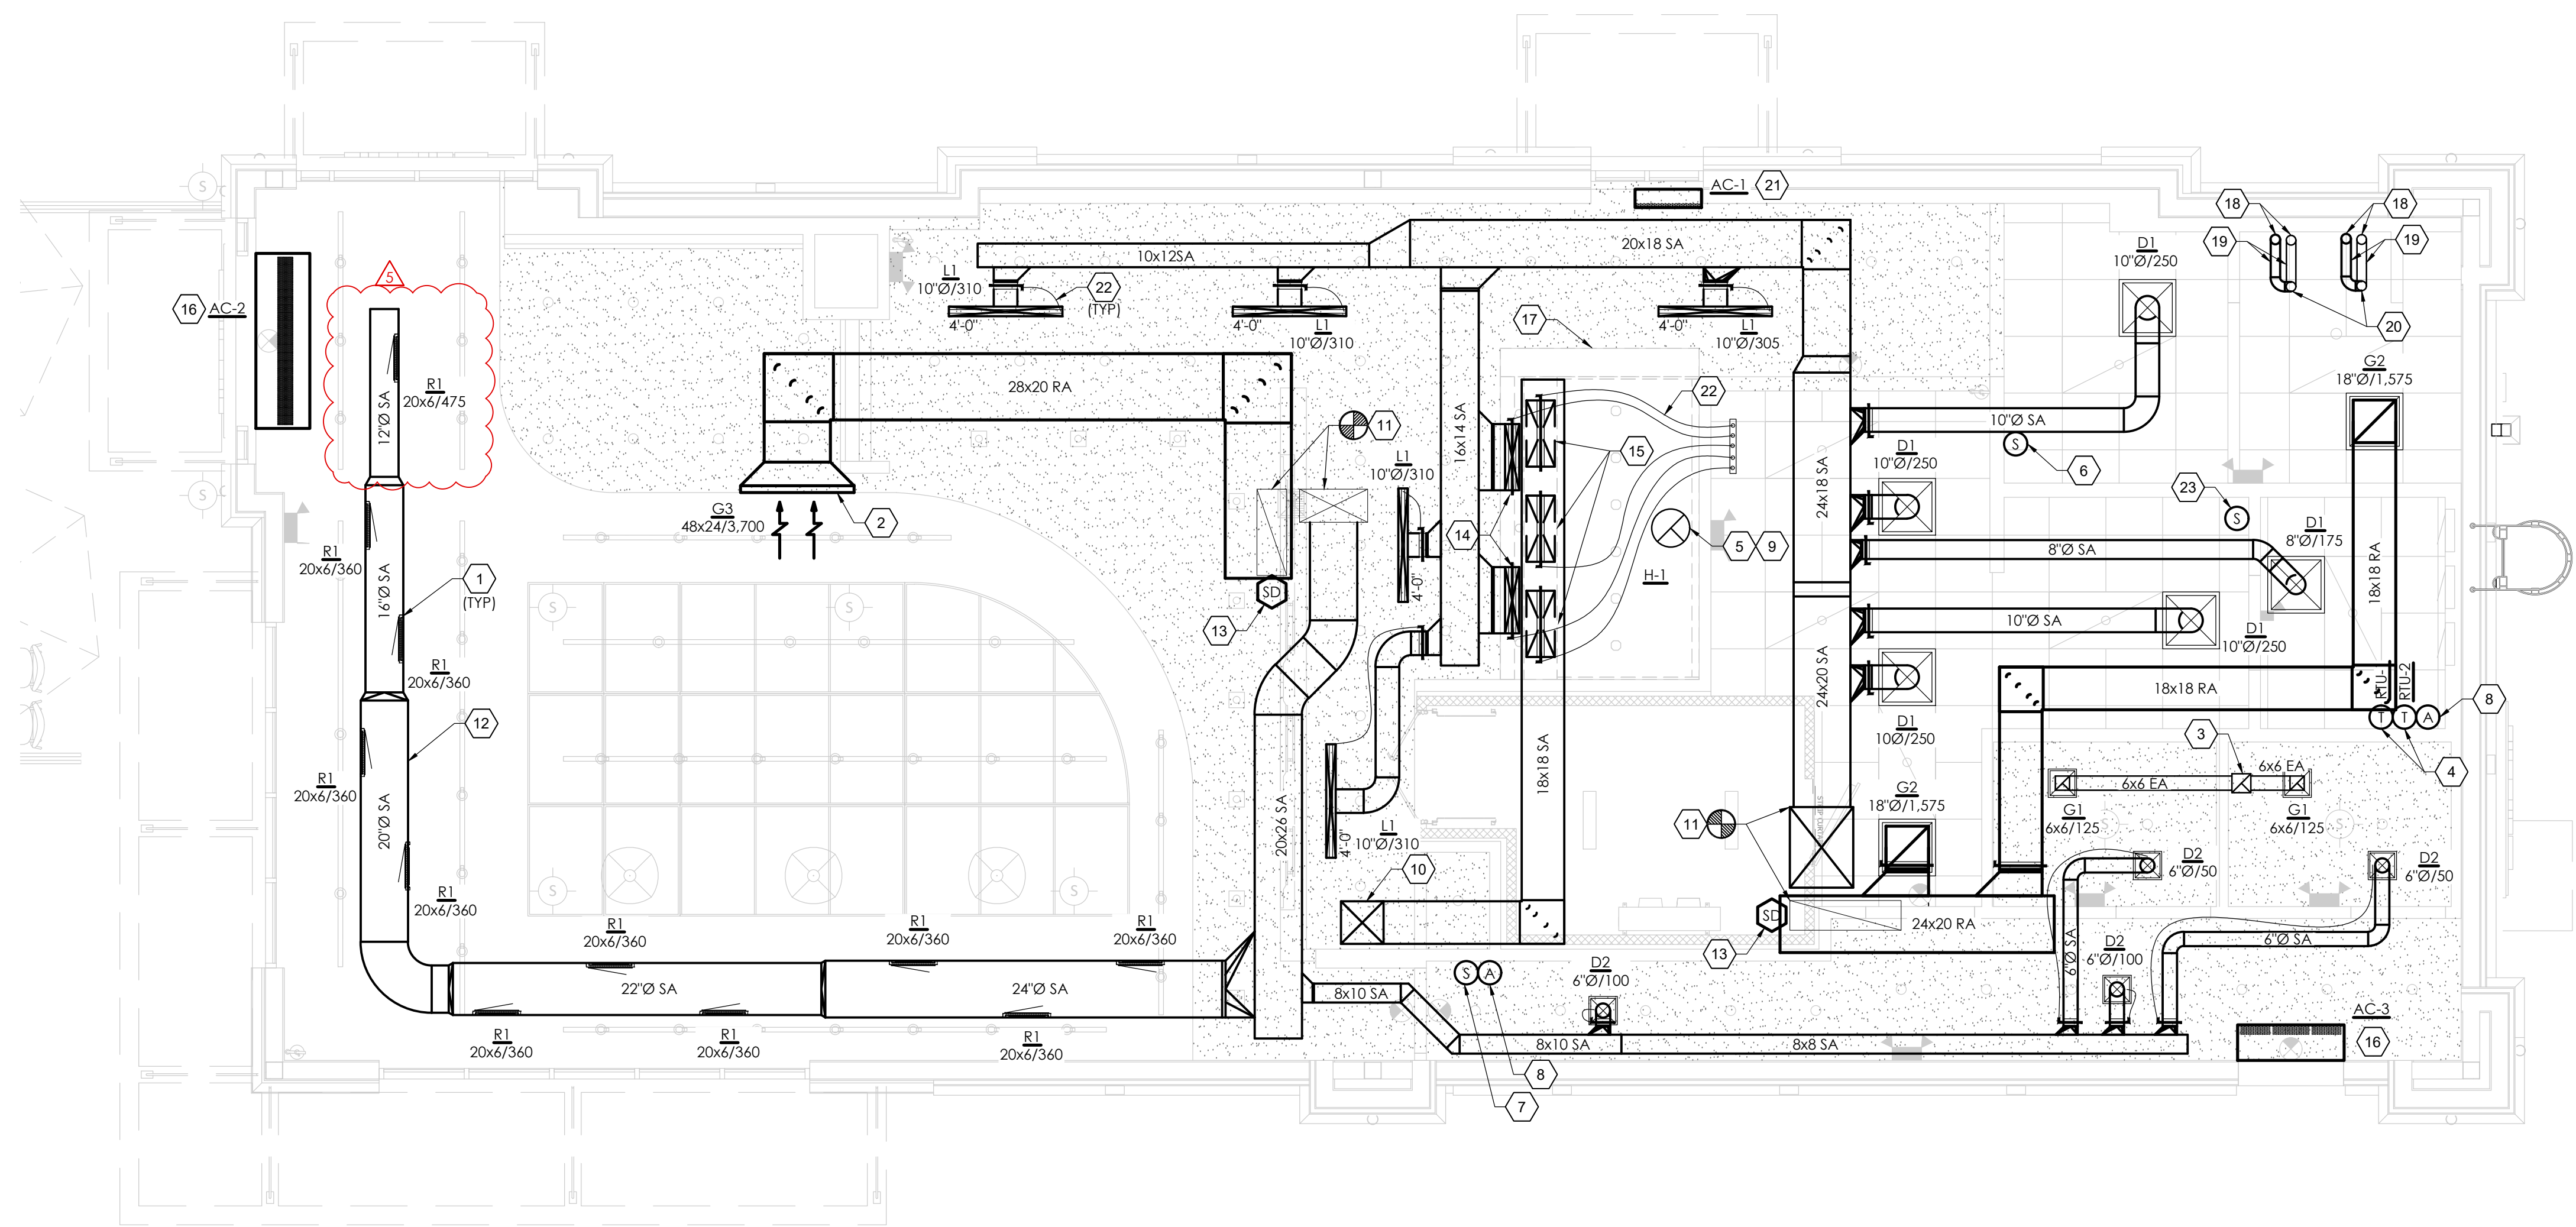 AC-1
21
18
18
19
19
20
D1
10"Ø/250
20x18 SA
10x12SA
L1
10"Ø/310
22
(TYP)
4'-0"
4'-0"
L1
10"Ø/310
4'-0"
L1
10"Ø/305
17
16
AC-2
5
R1
20x6/475
12"Ø SA
28x20 RA
G2
18"Ø/1,575
22
11
10"Ø SA
S
6
16x14 SA
L1
10"Ø/310
4'-0"
15
14
24x18 SA
D1
10"Ø/250
23
S
G3
48x24/3,700
2
5
9
H-1
8"Ø SA
D1
8"Ø/175
18x18 RA
R1
20x6/360
16"Ø SA
1
(TYP)
SD
13
10"Ø SA
D1
10"Ø/250
R1
20x6/360
24x20 SA
18x18 RA
RTU-
RTU-2
T
T
A
8
4
12
D1
10Ø/250
3
6x6 EA
6x6 EA
G1
6x6/125
G1
6x6/125
18x18 SA
R1
20x6/360
20"Ø SA
20x26 SA
L1
10"Ø/310
4'-0"
11
G2
18"Ø/1,575
D2
6"Ø/50
D2
6"Ø/50
10
R1
20x6/360
R1
20x6/360
R1
20x6/360
R1
20x6/360
SD
13
24x20 RA
6"Ø SA
6"Ø SA
D2
6"Ø/100
22"Ø SA
24"Ø SA
8x10 SA
S
A
D2
6"Ø/100
AC-3
16
R1
20x6/360
R1
20x6/360
R1
20x6/360
8x10 SA
8x8 SA
8
7
S
S
S
S
S
S
S
S
S